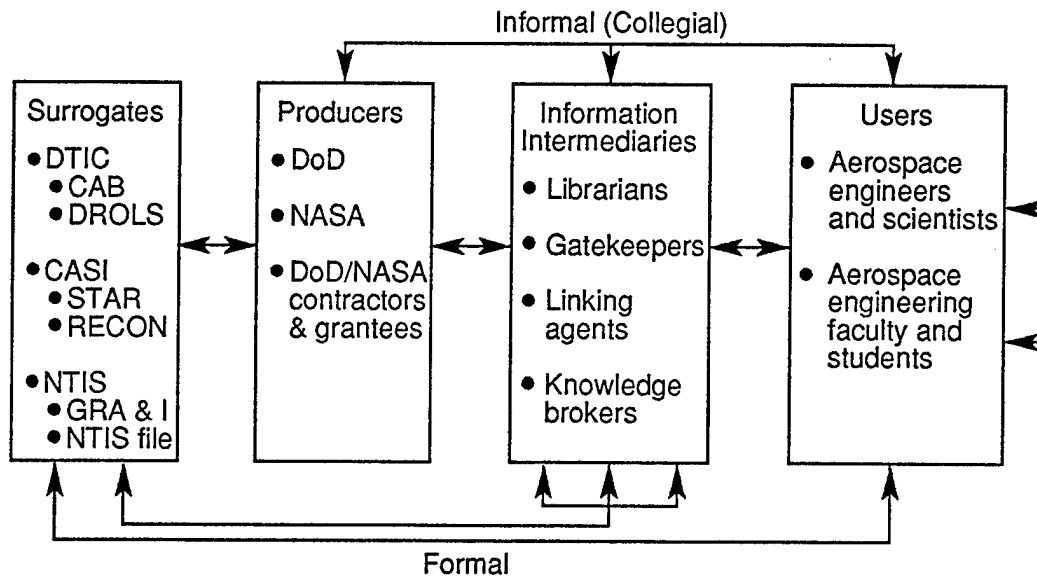 Informal (Collegial)
Surrogates
● DTIC
● CAB
● DROLS
● CASI
● STAR
● RECON
● NTIS
● GRA & I
● NTIS file
Producers
● DoD
● NASA
● DoD/NASA
contractors
& grantees
Information
Intermediaries
● Librarians
● Gatekeepers
● Linking
agents
● Knowledge
brokers
Users
● Aerospace
engineers
and scientists
● Aerospace
engineering
faculty and
students
Formal